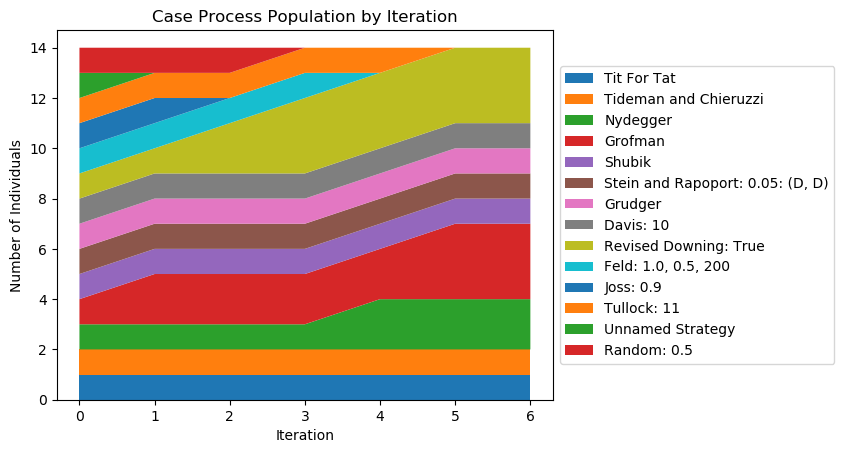 Case Process Population by Iteration
Number of Individuals
14
12
10
8
6
4
2
0
0 1 2 3 4 5 6
Iteration
Tit For Tat
Tideman and Chieruzzi
Nydegger
Grofman
Shubik
Stein and Rapoport: 0.05: (D, D)
Grudger
Davis: 10
Revised Downing: True
Feld: 1.0, 0.5, 200
Joss: 0.9
Tullock: 11
Unnamed Strategy
Random: 0.5